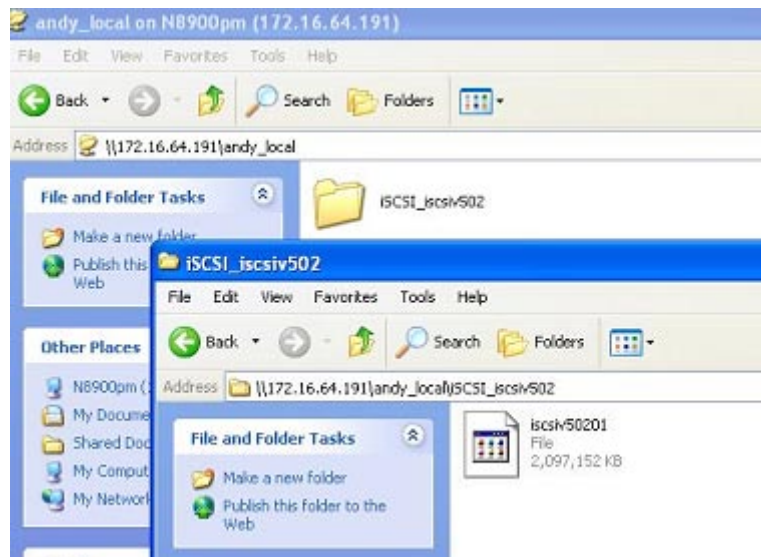 andy_local on N8900pm (172.16.64.191)
File Edit View Favorites Tools Help
Back Search Folders
Address \\172.16.64.191\andy_local
File and Folder Tasks
Make a new folder
Publish this
Web
Other Places
N8900pm (
My Docume
Shared Doc
My Comput
My Network
iSCSI_iscsiv502
iSCSI_iscsiv502
File Edit View Favorites Tools Help
Back Search Folders
Address \\172.16.64.191\andy_local\iSCSI_iscsiv502
File and Folder Tasks
Make a new folder
Publish this folder to the
Web
iscsiv50201
File
2,097,152 KB